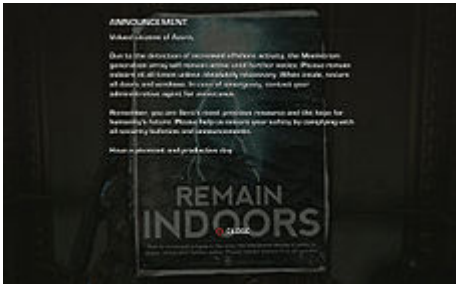 ANNOUNCEMENT
Valued citizens of
Due to the detection of increased offshore activity, the
generation array will remain active until further notice. Please remain
indoors at all times unless absolutely necessary. When inside, secure
all doors and windows. In case of emergency, contact your
administrative agent for assistance.
Remember, you are most precious resource and the hope for
humanity's future. Please help us ensure your safety by complying with
all security bulletins and announcements.
Have a pleasant and productive day
REMAIN
INDOORS
CLOSE